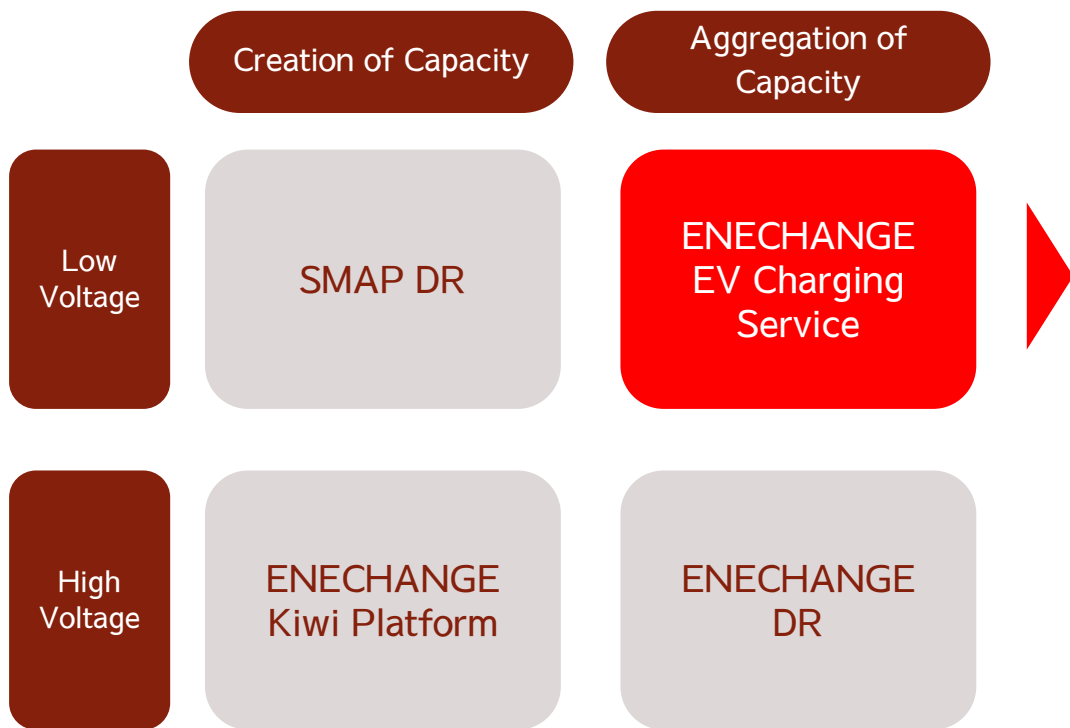 Creation of Capacity
Aggregation of
Capacity
Low
Voltage
SMAP DR
ENECHANGE
EV Charging
Service
High
Voltage
ENECHANGE
Kiwi Platform
ENECHANGE
DR